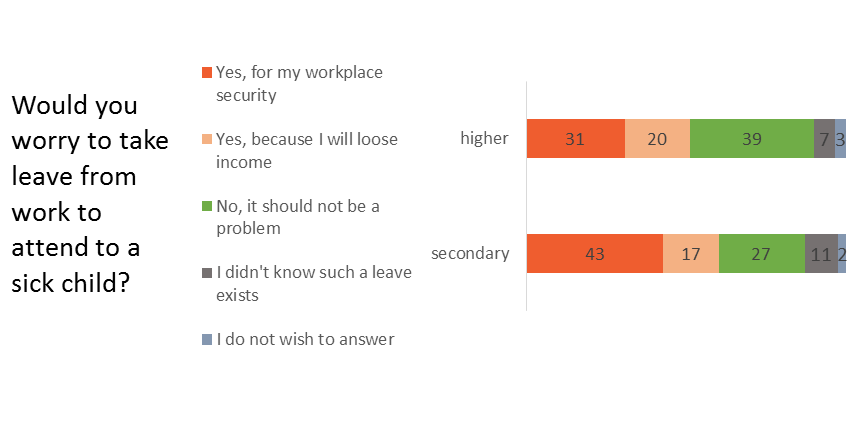 Would you
worry to take
leave from
work to
attend to a
sick child?
Yes, for my workplace
security
Yes, because I will loose
income
No, it should not be a
problem
I didn't know such a leave
exists
I do not wish to answer
higher
31 20 39 7 3
secondary
43 17 27 11 2